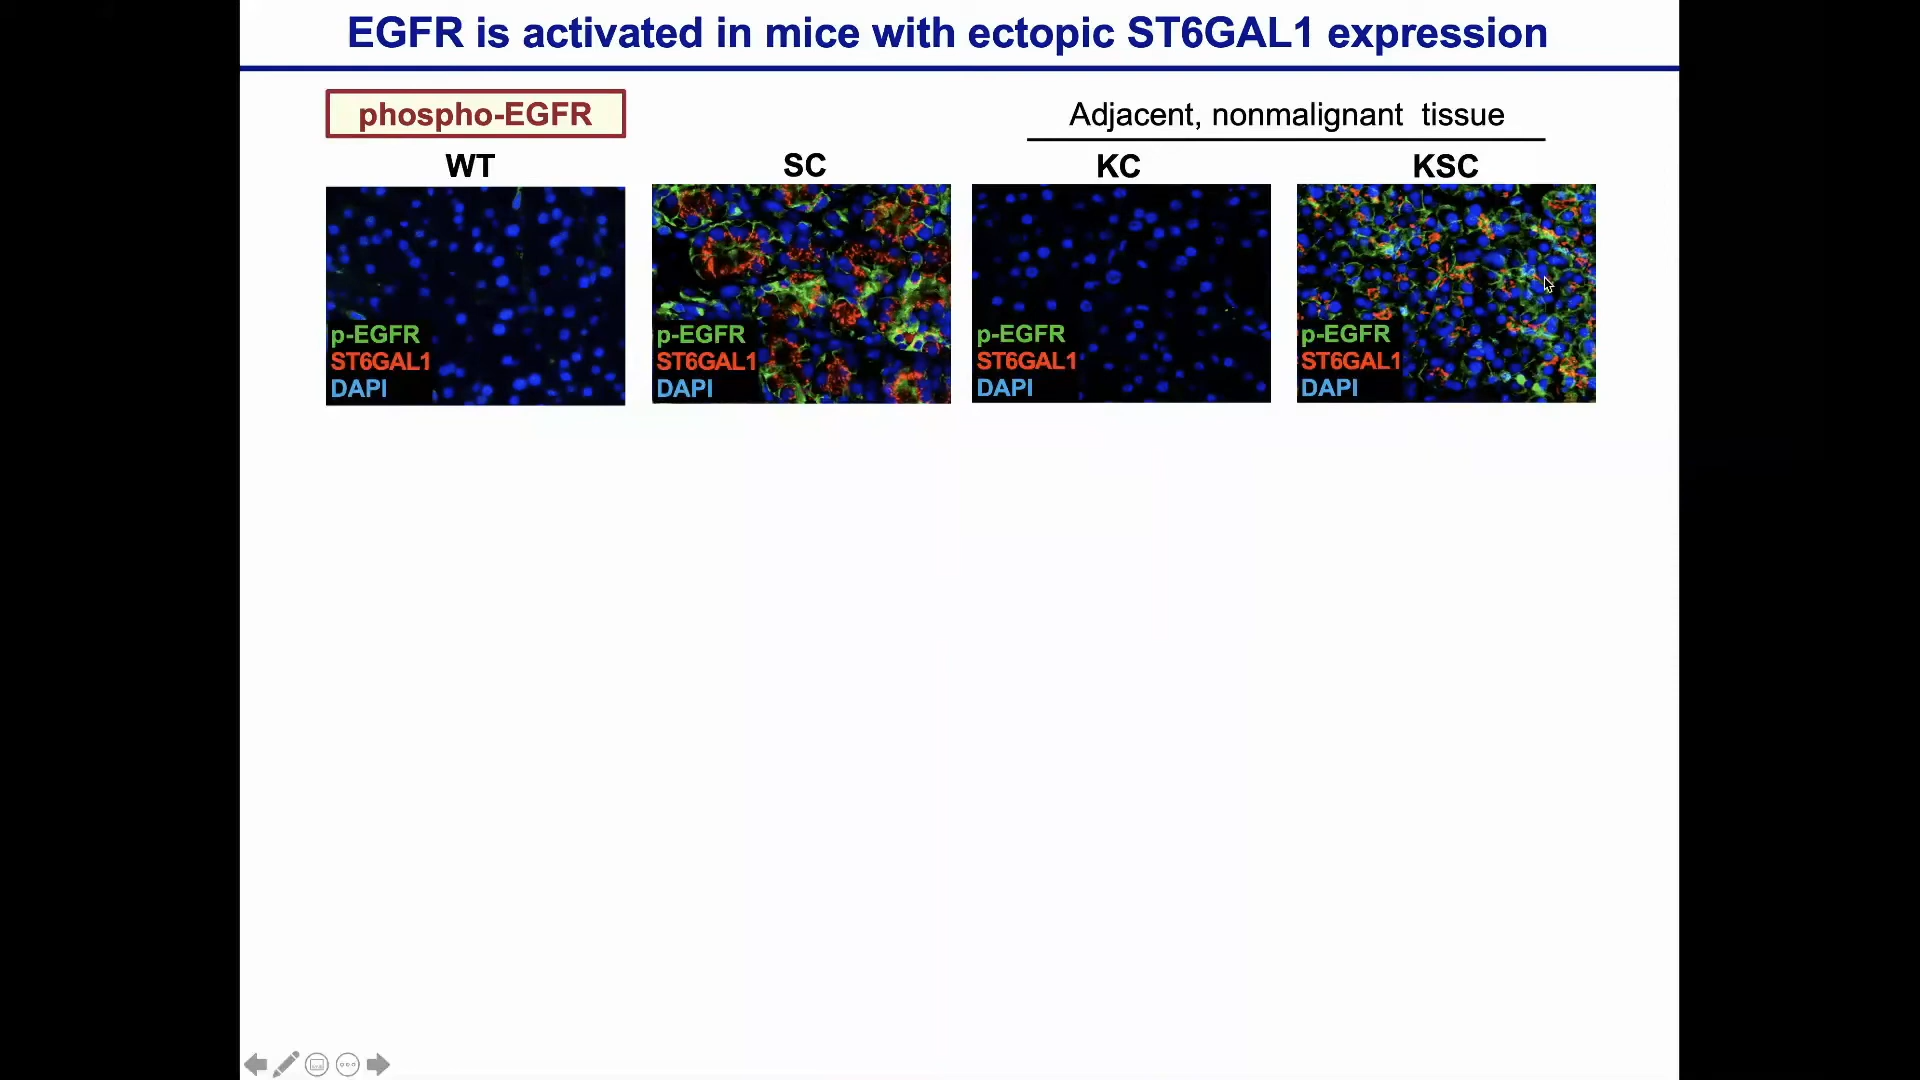 EGFR is activated in mice with ectopic ST6GAL1 expression
phospho-EGFR
Adjacent, nonmalignant tissue
WT
SC
KC
KSC
p-EGFR
ST6GAL1
DAPI
p-EGFR
ST6GAL1
DAPI
p-EGFR
ST6GAL1
DAPI
p-EGFR
ST6GAL1
DAPI